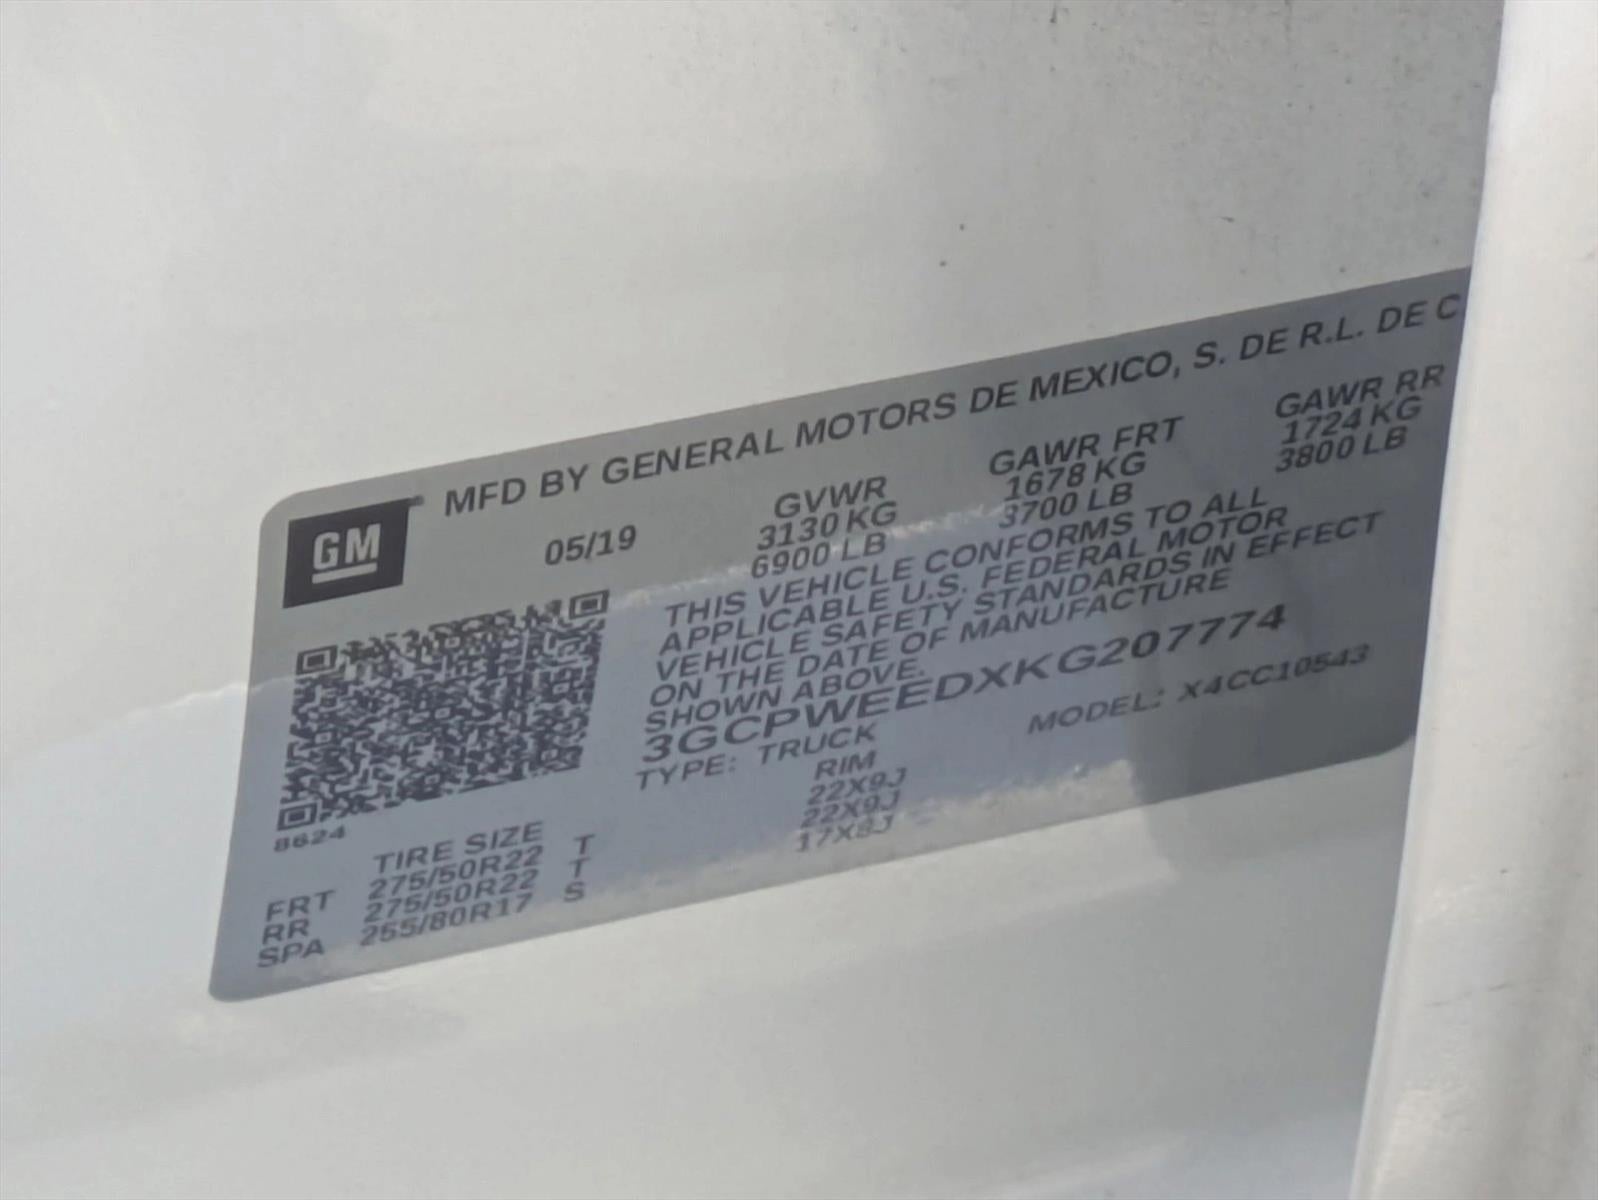 MFD BY GENERAL MOTORS DE MEXICO, S. DE R.L. DE C
GM
05/19
GVWR GAWR FRT GAWR RR
3130 KG 1678 KG 1724 KG
6900 LB 3700 LB 3800 LB
THIS VEHICLE CONFORMS TO ALL
APPLICABLE U.S. FEDERAL MOTOR
VEHICLE SAFETY STANDARDS IN EFFECT
ON THE DATE OF MANUFACTURE
SHOWN ABOVE.
3GCPWEEDXKG207774
TYPE: TRUCK MODEL: X4CC10543
8624
TIRE SIZE RIM
FRT 275/50R22 T 22X9J
RR 275/50R22 T 22X9J
SPA 255/80R17 S 17X8J